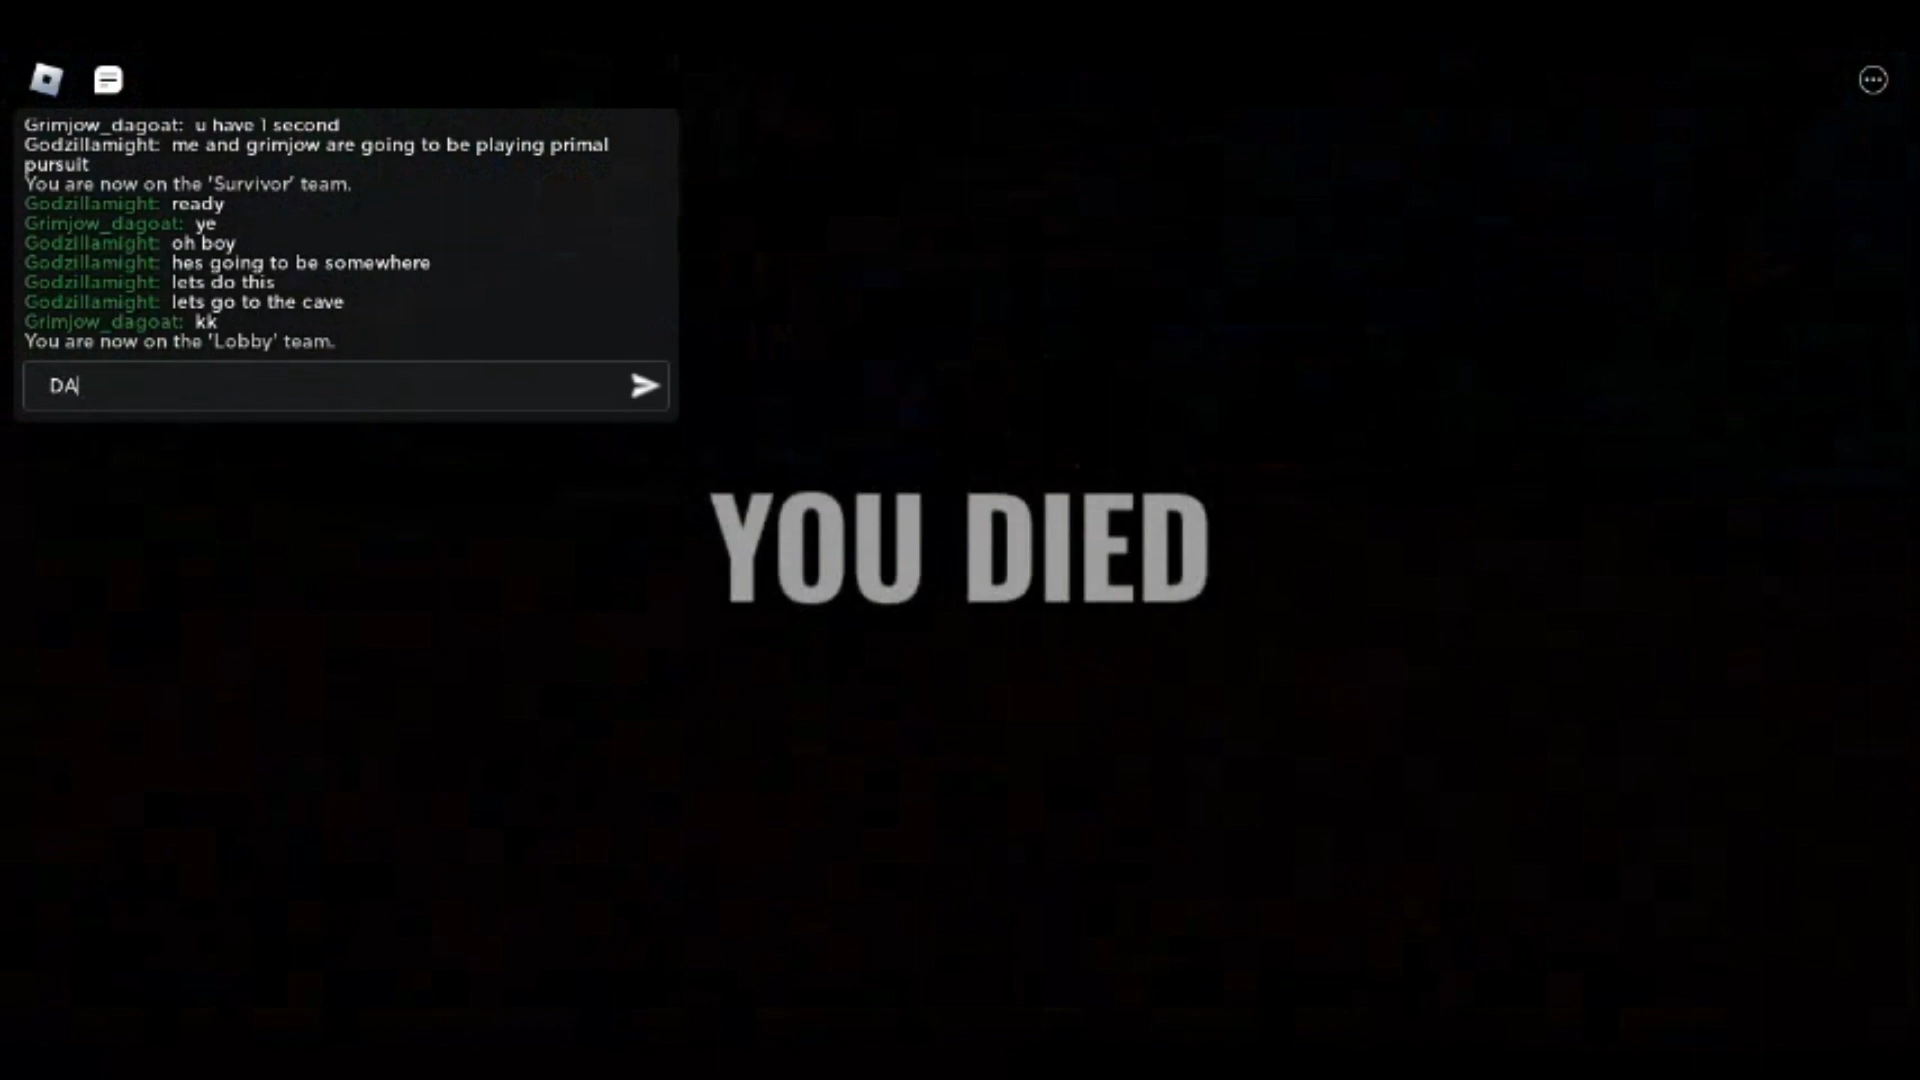 Grimjow_dagoat: u have 1 second
Godzillamight: me and grimjow are going to be playing primal
pursuit
You are now on the 'Survivor' team.
Godzillamight: ready
Grimjow_dagoat: ye
Godzillamight: oh boy
Godzillamight: hes going to be somewhere
Godzillamight: lets do this
Godzillamight: lets go to the cave
Grimjow_dagoat: kk
You are now on the 'Lobby' team.
DA
YOU DIED